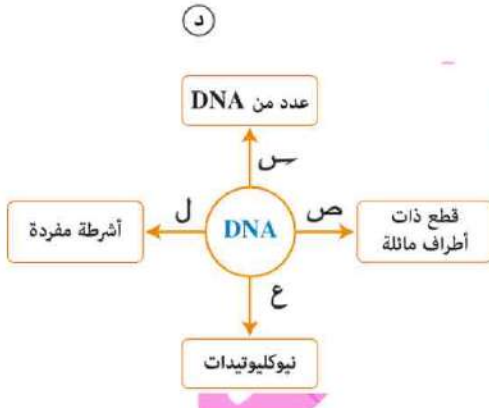 د
عدد من DNA
س
أشرطة مفردة
ل
DNA
ص
قطع ذات
أطراف مائلة
ع
نيوكليوتيدات